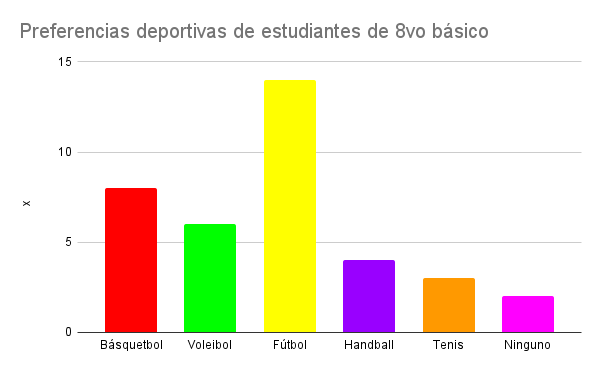 Preferencias deportivas de estudiantes de 8vo básico
15
10
5
0
x
Básquetbol Voleibol Fútbol Handball Tenis Ninguno